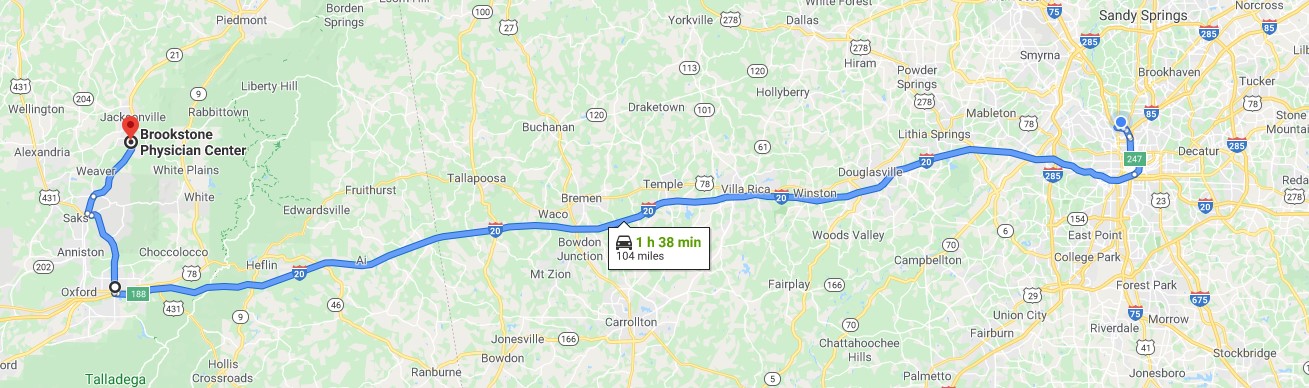 Borden
Springs
Piedmont
100
27
Yorkville
278
Dallas
White Forest
75
Sandy Springs
Norcross
285
285
85
Smyrna
21
278
Hiram
Brookhaven
431
9
Liberty Hill
113
120
Powder
Springs
Tucker
204
Wellington
Rabbittown
Hollyberry
278
78
Jacksonville
Draketown
101
Mableton
78
85
Stone
Mountain
120
Buchanan
Brookstone
Physician Center
Lithia Springs
285
Alexandria
61
Decatur
247
20
Weaver
White Plains
Douglasville
285
Tallapoosa
Temple
78
431
White
Fruithurst
Villa Rica
20
Winston
278
Bremen
23
20
Edwardsville
20
Saks
Waco
154
20
6
East Point
Woods Valley
Bowdon
Junction
1 h 38 min
104 miles
Anniston
Choccolocco
70
College Park
Campbellton
Ai
202
78
Heflin
20
Mt Zion
Oxford
188
Fairplay
166
Forest Park
29
675
431
46
9
Union City
75
Carrollton
70
Riverdale
Morrow
Fairburn
Jonesville
166
Chattahoochee
Hills
41
Stockbridge
Bowdon
Hollis
Crossroads
Ranburne
5
Palmetto
Jonesboro
Talladega